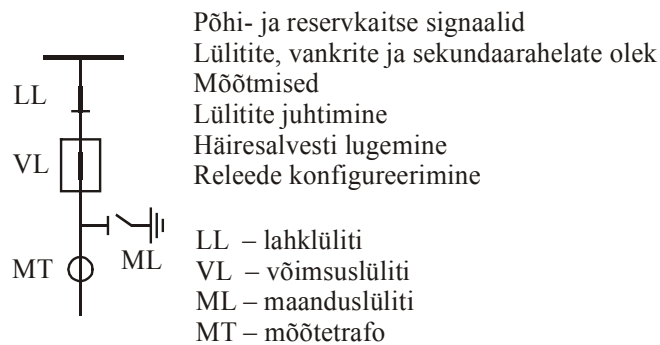 Põhi- ja reservkaitse signaalid
Lülitite, vankrite ja sekundaarahelate olek
Mõõtmised
Lülitite juhtimine
Häiresalvesti lugemine
Releede konfigureerimine
LL
VL
ML
MT
LL – lahklüliti
VL – võimsuslüliti
ML – maanduslüliti
MT – mõõtetrafo